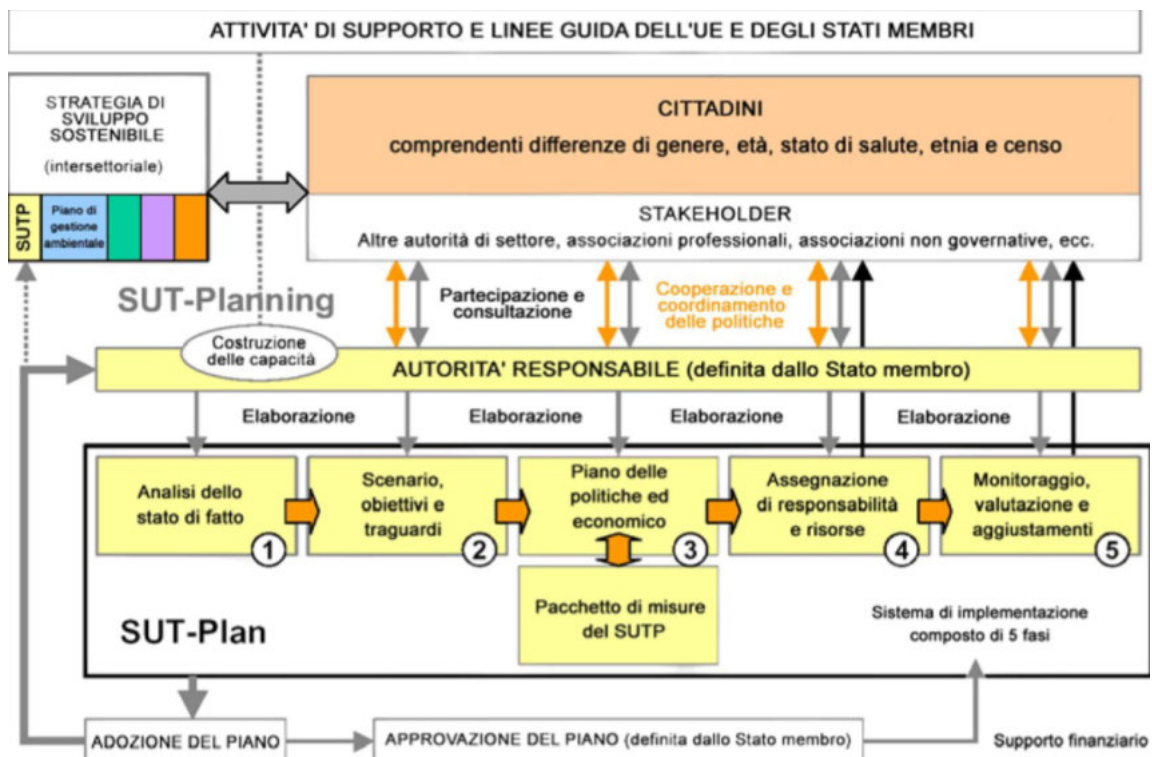 ATTIVITA' DI SUPPORTO E LINEE GUIDA DELL'UE E DEGLI STATI MEMBRI
STRATEGIA DI
SVILUPPO
SOSTENIBILE
(intersettoriale)
SUTP
Piano di
gestione
ambientale
CITTADINI
comprendenti differenze di genere, età, stato di salute, etnia e censo
STAKEHOLDER
Altre autorità di settore, associazioni professionali, associazioni non governative, ecc.
SUT-Planning
Partecipazione e
consultazione
Cooperazione e
coordinamento
delle politiche
Costruzione
delle capacità
AUTORITA' RESPONSABILE (definita dallo Stato membro)
Elaborazione
Elaborazione
Elaborazione
Elaborazione
Analisi dello
stato di fatto
1
Scenario,
obiettivi e
traguardi
2
Piano delle
politiche ed
economico
3
Assegnazione
di responsabilità
e risorse
4
Monitoraggio,
valutazione e
aggiustamenti
5
Pacchetto di misure
del SUTP
SUT-Plan
Sistema di implementazione
composto di 5 fasi
ADOZIONE DEL PIANO
APPROVAZIONE DEL PIANO (definita dallo Stato membro)
Supporto finanziario